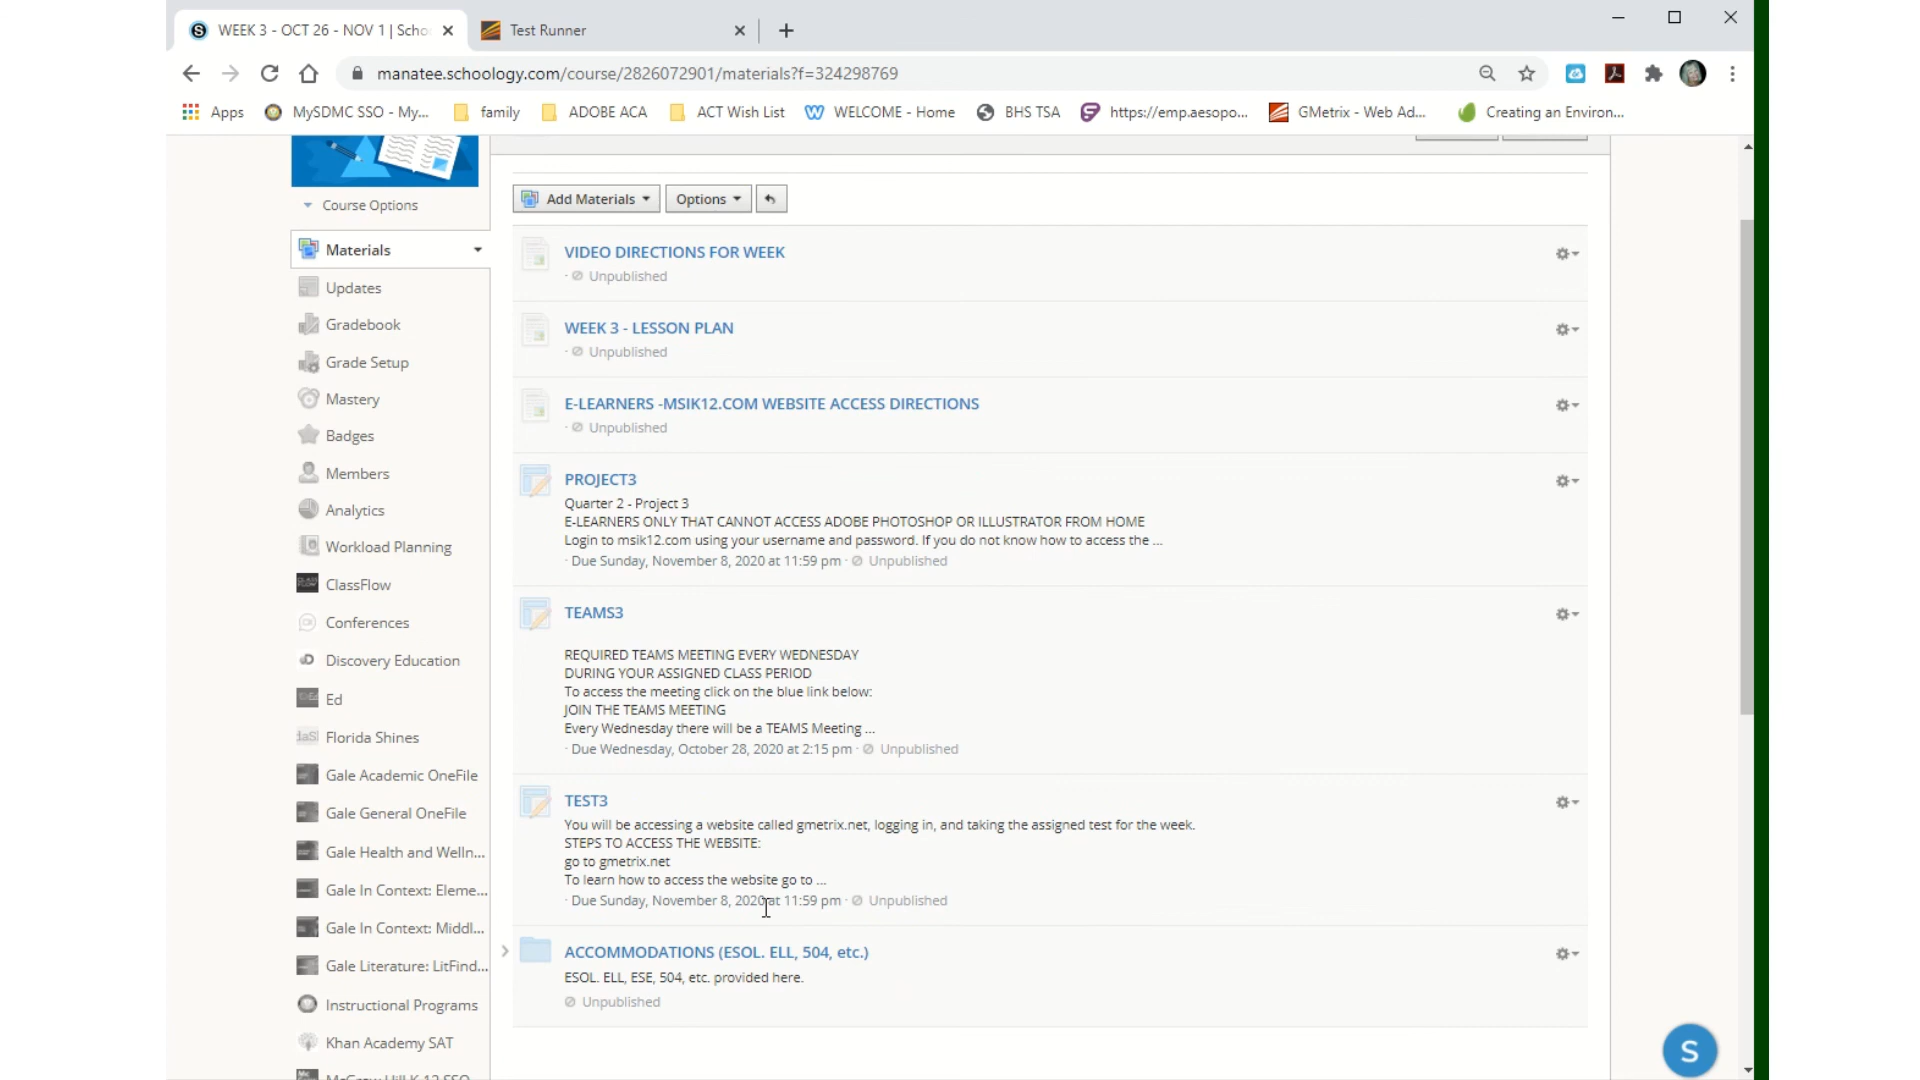 WEEK 3 - OCT 26 - NOV 1 | Scho
Test Runner
manatee.schoology.com/course/2826072901/materials?f=324298769
Apps
MySDMC SSO - My...
family
ADOBE ACA
ACT Wish List
WELCOME - Home
BHS TSA
https://emp.aesopo...
GMetrix - Web Ad...
Creating an Environ...
Course Options
Materials
Updates
Gradebook
Grade Setup
Mastery
Badges
Members
Analytics
Workload Planning
ClassFlow
Conferences
Discovery Education
Ed
Florida Shines
Gale Academic OneFile
Gale General OneFile
Gale Health and Welln...
Gale In Context: Eleme...
Gale In Context: Middl...
Gale Literature: LitFind...
Instructional Programs
Khan Academy SAT
McGraw Hill K-12 SSO
Add Materials
Options
VIDEO DIRECTIONS FOR WEEK
· Unpublished
WEEK 3 - LESSON PLAN
· Unpublished
E-LEARNERS -MSIK12.COM WEBSITE ACCESS DIRECTIONS
· Unpublished
PROJECT3
Quarter 2 - Project 3
E-LEARNERS ONLY THAT CANNOT ACCESS ADOBE PHOTOSHOP OR ILLUSTRATOR FROM HOME
Login to msik12.com using your username and password. If you do not know how to access the ...
· Due Sunday, November 8, 2020 at 11:59 pm · Unpublished
TEAMS3
REQUIRED TEAMS MEETING EVERY WEDNESDAY
DURING YOUR ASSIGNED CLASS PERIOD
To access the meeting click on the blue link below:
JOIN THE TEAMS MEETING
Every Wednesday there will be a TEAMS Meeting ...
· Due Wednesday, October 28, 2020 at 2:15 pm · Unpublished
TEST3
You will be accessing a website called gmetrix.net, logging in, and taking the assigned test for the week.
STEPS TO ACCESS THE WEBSITE:
go to gmetrix.net
To learn how to access the website go to ...
· Due Sunday, November 8, 2020 at 11:59 pm · Unpublished
ACCOMMODATIONS (ESOL. ELL, 504, etc.)
ESOL. ELL, ESE, 504, etc. provided here.
Unpublished
S